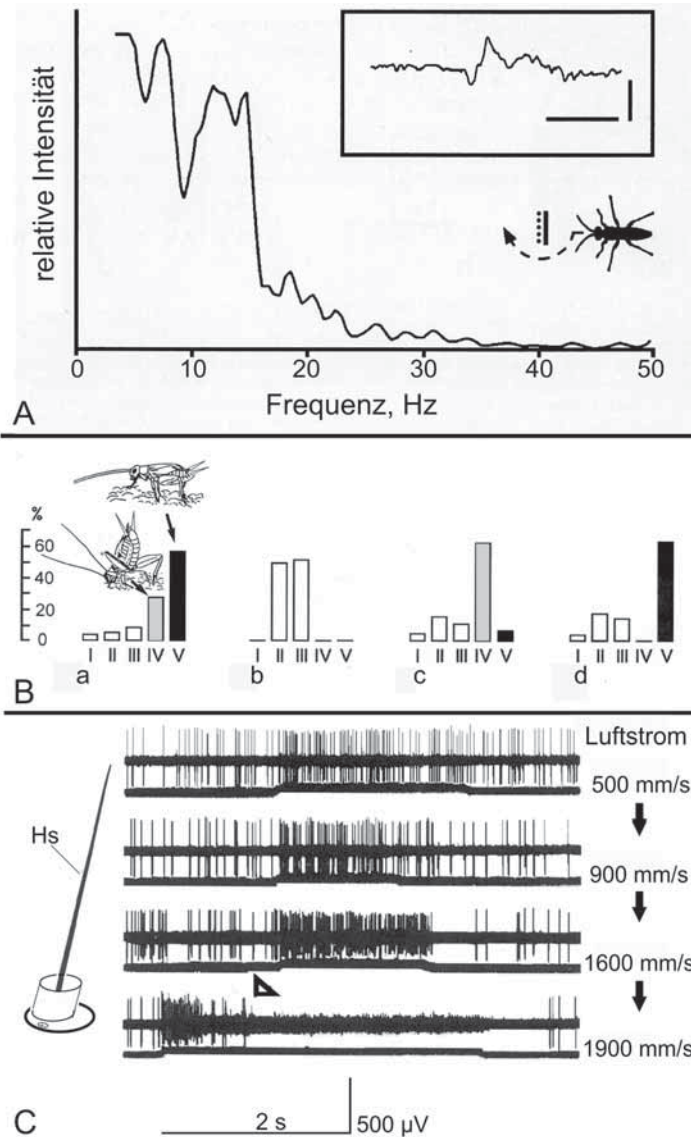 relative Intensität
0
10
20
30
40
50
Frequenz, Hz
A
%
60
40
20
0
I II III IV V
I II III IV V
I II III IV V
I II III IV V
a
b
c
d
B
Luftstrom
500 mm/s
Hs
900 mm/s
1600 mm/s
1900 mm/s
C
2 s
500 µV